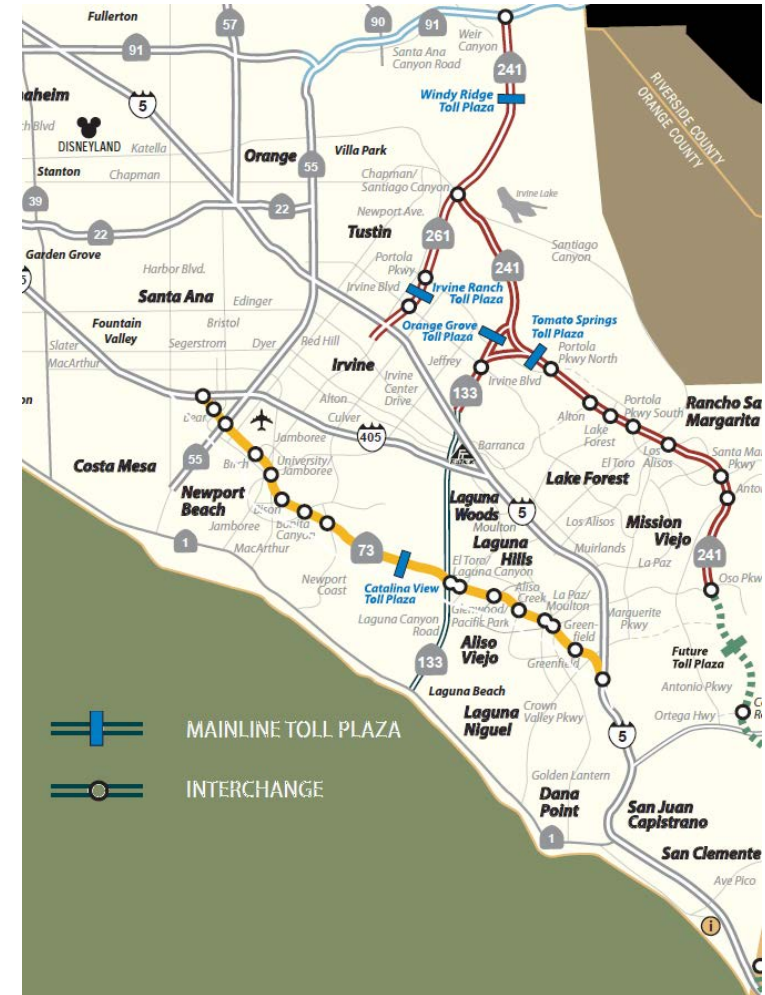 Fullerton
57
90
91
Weir
Canyon
91
Santa Ana
Canyon Road
241
RIVERSIDE COUNTY
ORANGE COUNTY
Windy Ridge
Toll Plaza
5
DISNEYLAND
Katella
Orange
Villa Park
55
Stanton
Chapman
Chapman/
Santiago Canyon
Irvine Lake
39
22
22
Newport Ave.
Tustin
261
241
Santiago
Canyon
Garden Grove
Harbor Blvd.
Portola
Pkwy
Irvine Blvd
Irvine Ranch
Toll Plaza
Santa Ana
Edinger
Orange Grove
Toll Plaza
Tomato Springs
Toll Plaza
Fountain
Valley
Bristol
Slater
MacArthur
Segerstrom
Dyer
Red Hill
Irvine
Jeffrey
Irvine Blvd
Portola
Pkwy North
Irvine
Center
Drive
133
Alton
Culver
Alton
Lake
Forest
Portola
Pkwy South
Rancho Sa
Margarita
405
Jamboree
Barranca
El Toro
Los
Alisos
Santa Mar
Pkwy
Costa Mesa
55
Birch
University/
Jamboree
Lake Forest
Newport
Beach
Jamboree
Bison
Bonita
Canyon
MacArthur
1
Laguna
Woods
Moulton
5
Los Alisos
Mission
Viejo
Laguna
Hills
Muirlands
La Paz
241
73
Newport
Coast
Catalina View
Toll Plaza
El Toro/
Laguna Canyon
Aliso
Creek
La Paz/
Moulton
Oso Pkw
Glenwood/
Pacific Park
Green-
field
Marguerite
Pkwy
Laguna Canyon
Road
Aliso
Viejo
Greenfield
Future
Toll Plaza
133
Laguna Beach
Antonio Pkwy
Laguna
Niguel
Crown
Valley Pkwy
Ortega Hwy
5
MAINLINE TOLL PLAZA
INTERCHANGE
Golden Lantern
Dana
Point
1
San Juan
Capistrano
San Clemente
Ave Pico
i